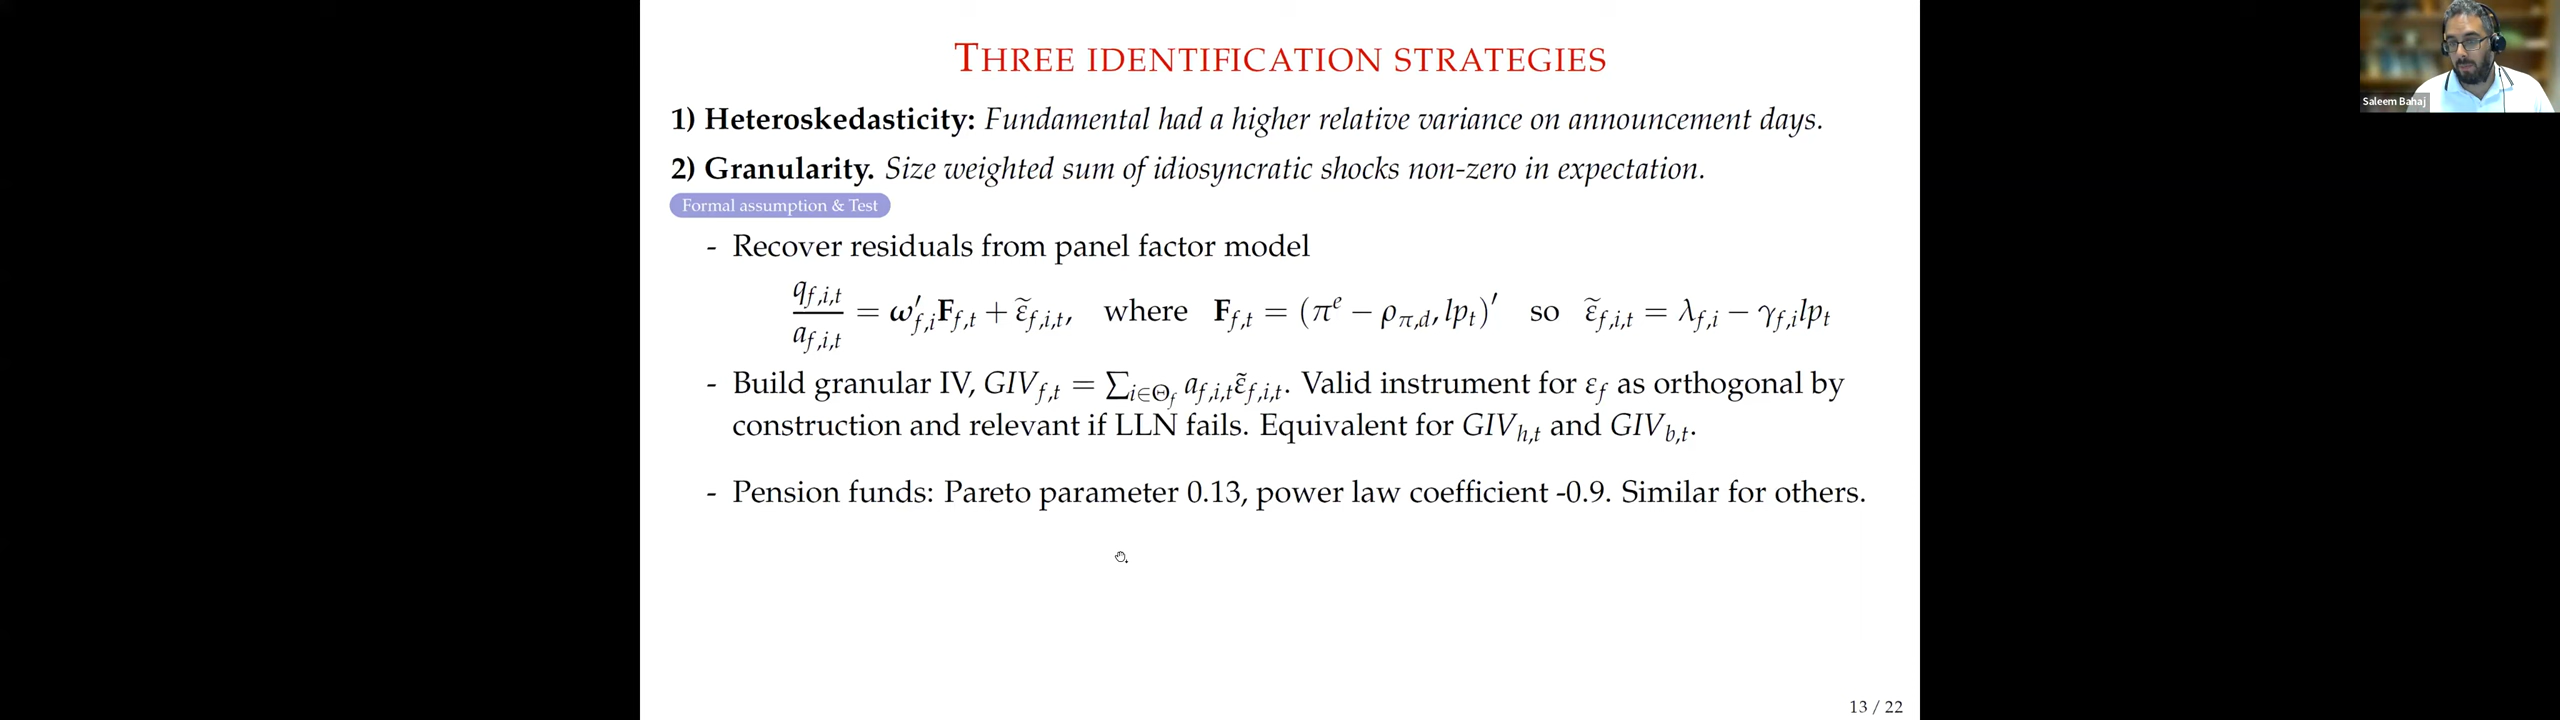 THREE IDENTIFICATION STRATEGIES
Saleem Bahaj
1) Heteroskedasticity: Fundamental had a higher relative variance on announcement days.
2) Granularity. Size weighted sum of idiosyncratic shocks non-zero in expectation.
Formal assumption & Test
- Recover residuals from panel factor model
q_{f,i,t} / a_{f,i,t} = ω′_{f,i}F_{f,t} + ε̃_{f,i,t}, where F_{f,t} = (π^e − ρ_{π,d}, lp_t)′ so ε̃_{f,i,t} = λ_{f,i} − γ_{f,i}lp_t
- Build granular IV, GIV_{f,t} = ∑_{i∈Θ_f} a_{f,i,t}ε̃_{f,i,t}. Valid instrument for ε_f as orthogonal by
construction and relevant if LLN fails. Equivalent for GIV_{h,t} and GIV_{b,t}.
- Pension funds: Pareto parameter 0.13, power law coefficient -0.9. Similar for others.
13 / 22